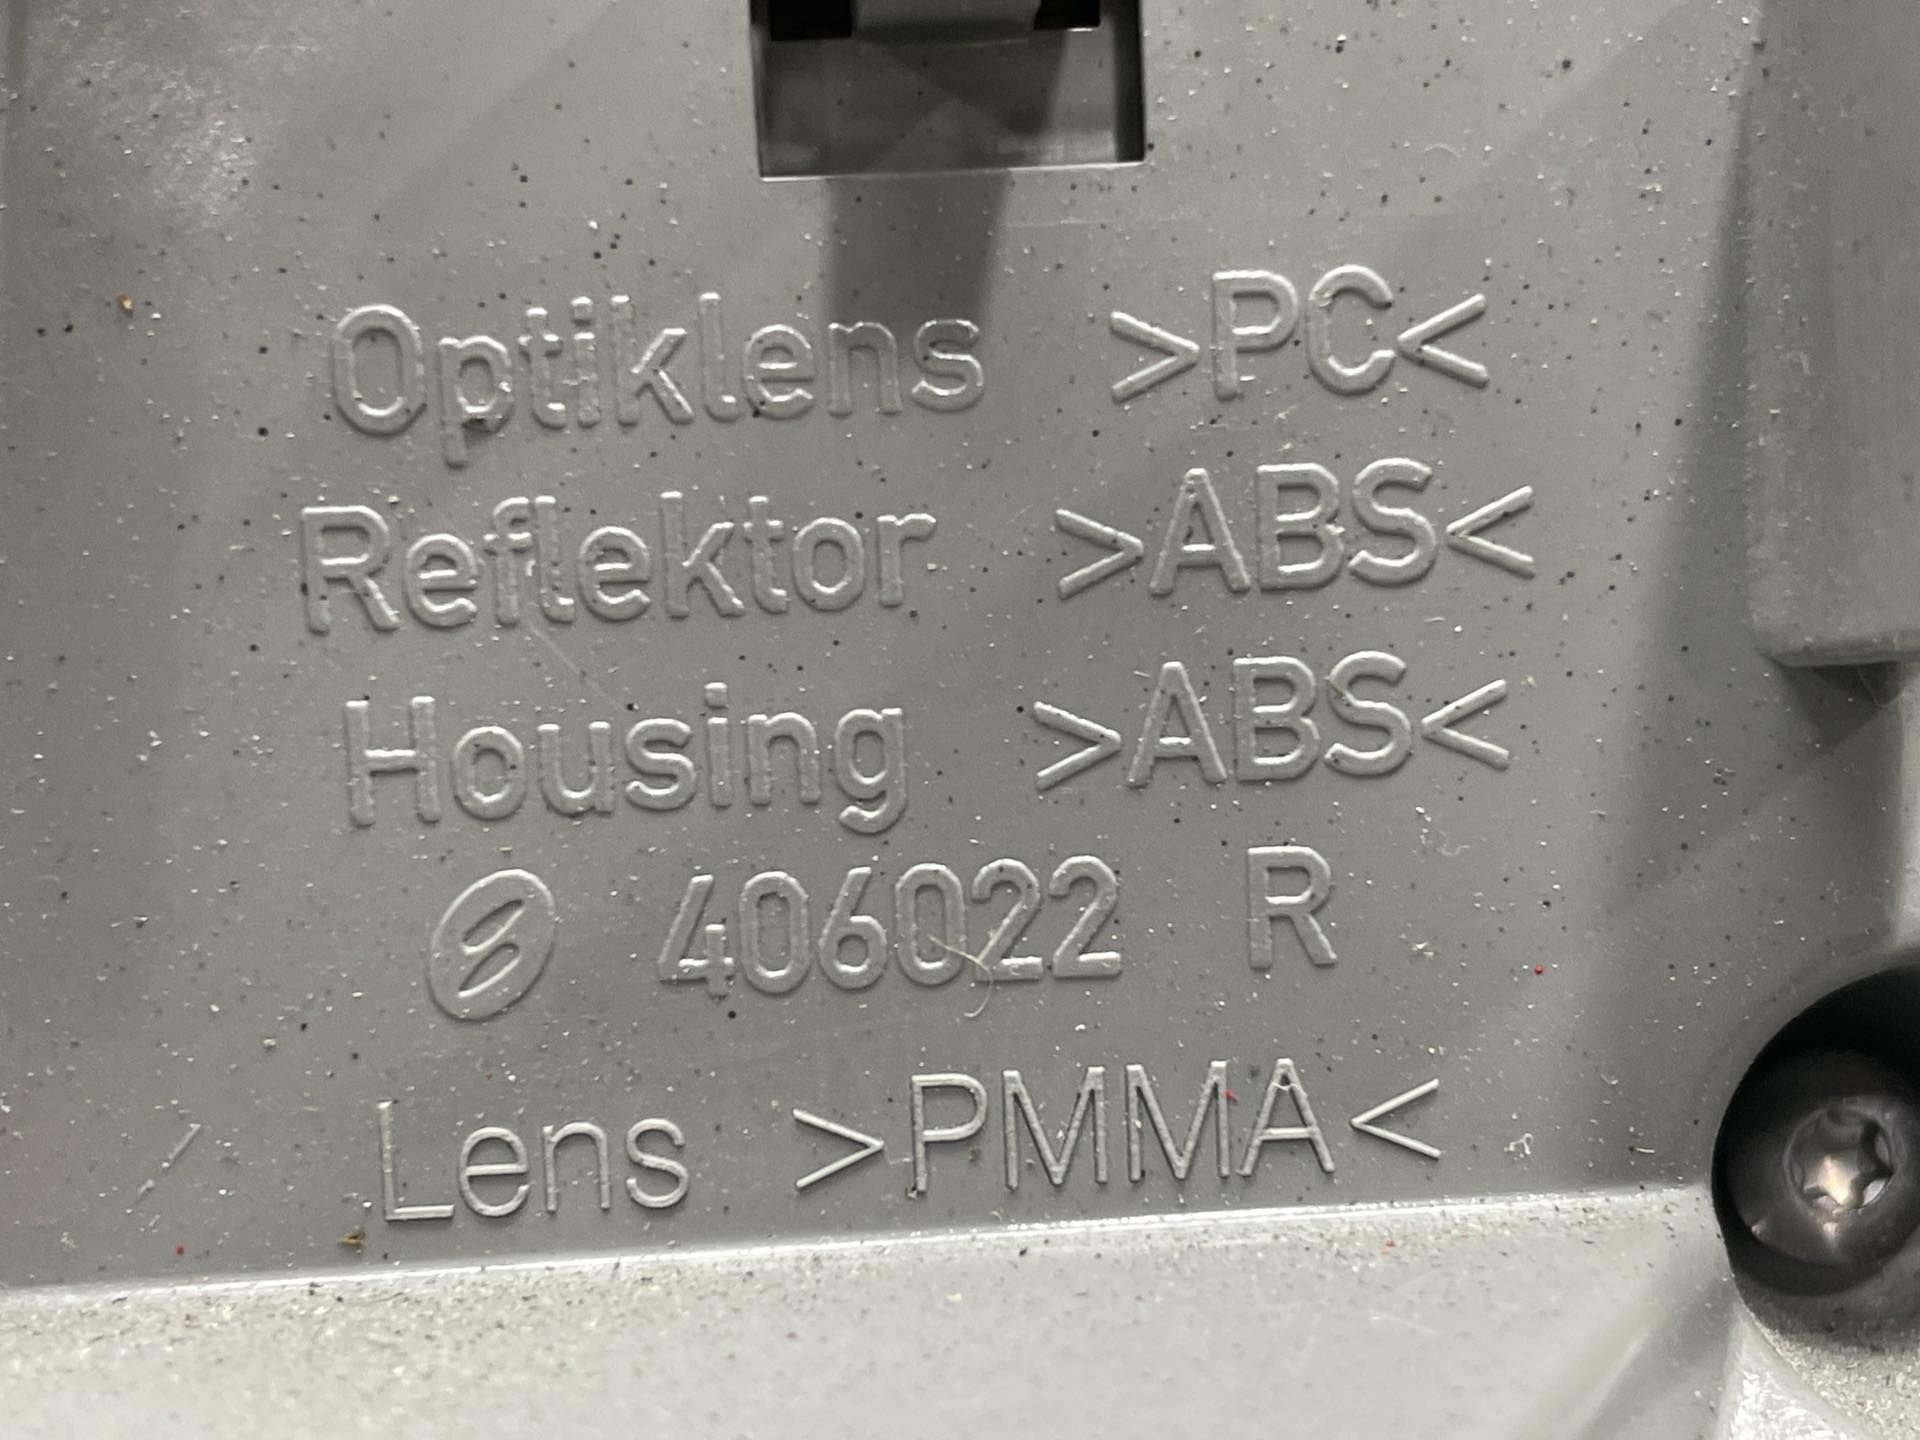 Optiklens >PC<
Reflektor >ABS<
Housing >ABS<
406022 R
Lens >PMMA<